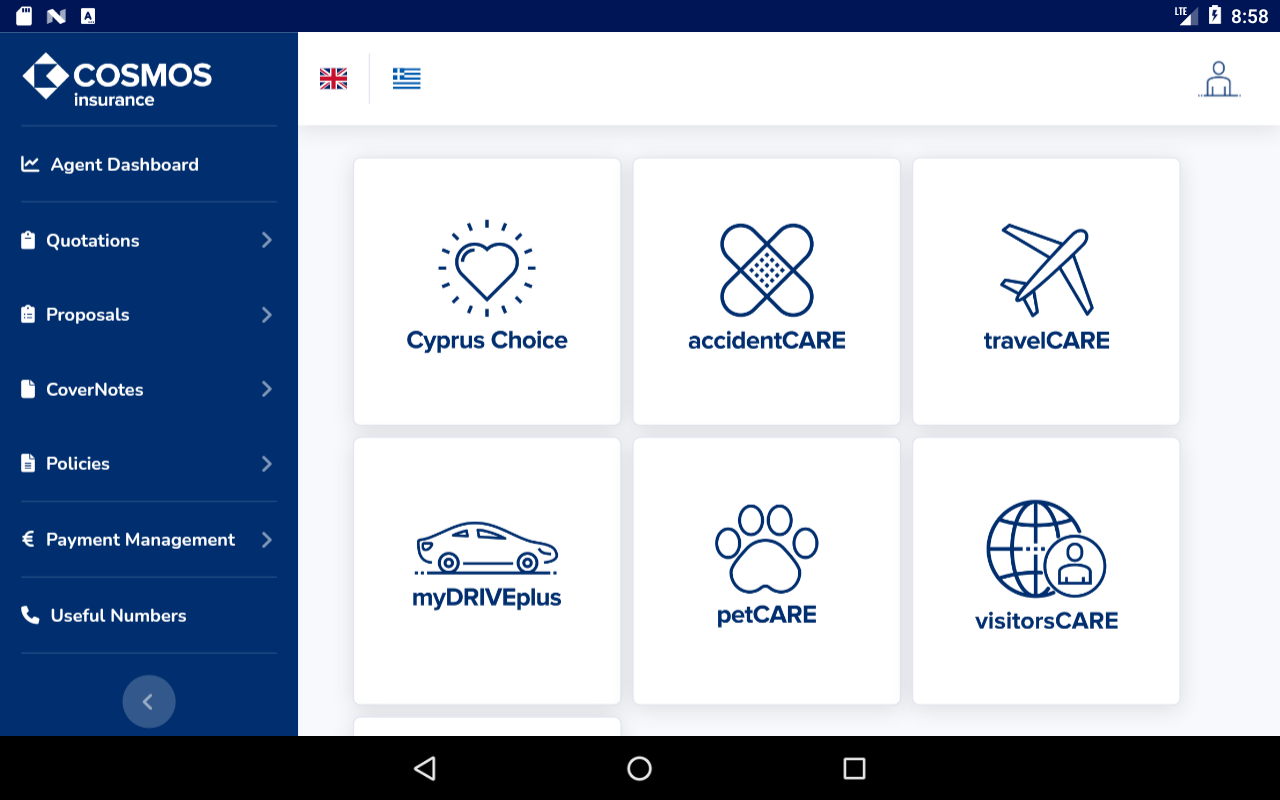 LTE 8:58
COSMOS
insurance
Agent Dashboard
Quotations
Proposals
CoverNotes
Policies
€ Payment Management
Useful Numbers
Cyprus Choice
accidentCARE
travelCARE
myDRIVEplus
petCARE
visitorsCARE